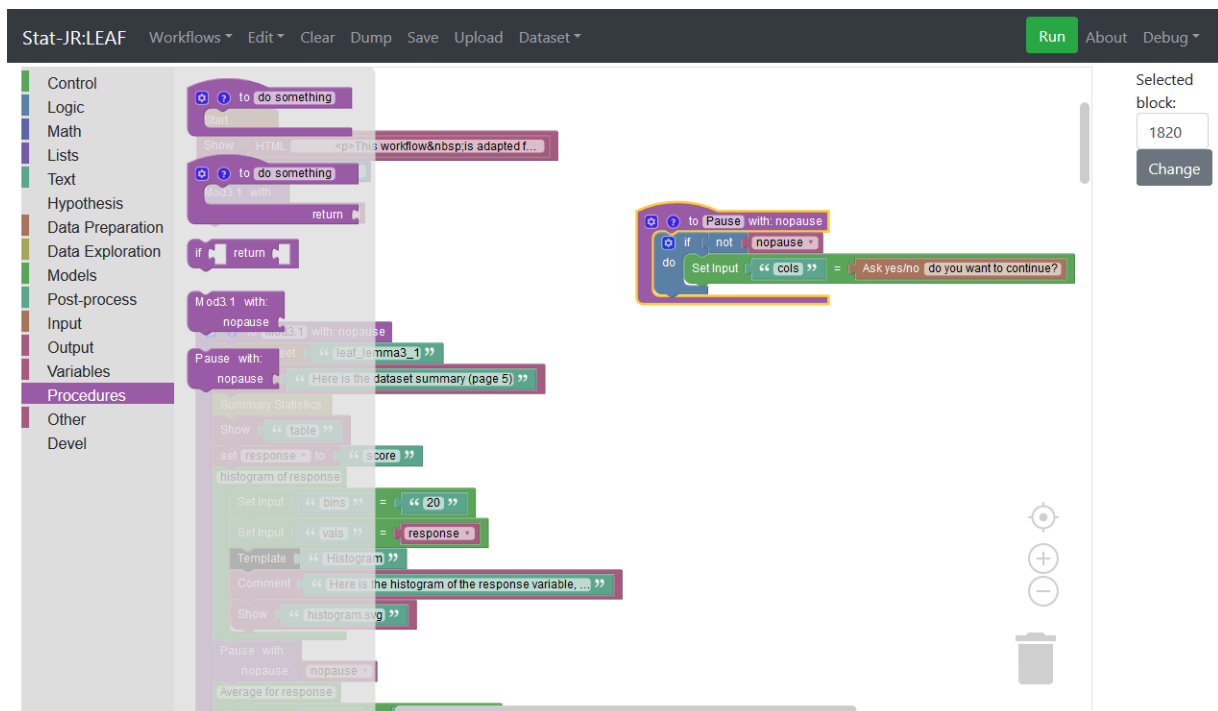 Stat-JR:LEAF Workflows Edit Clear Dump Save Upload Dataset Run About Debug
Control
Logic
Math
Lists
Text
Hypothesis
Data Preparation
Data Exploration
Models
Post-process
Input
Output
Variables
Procedures
Other
Devel
to do something
Start
Show HTML <p>This workflow&nbsp;is adapted f...
to do something
Mod3.1 with:
return
if return
Mod3.1 with:
nopause
to Mod3.1 with: nopause
Pause with:
nopause
set “ leaf_lemma3_1 ”
“ Here is the dataset summary (page 5) ”
Summary Statistics
Show “ table ”
set response to “ score ”
histogram of response
Set Input “ bins ” = “ 20 ”
Set Input “ vals ” = response
Template “ Histogram ”
Comment “ Here is the histogram of the response variable, ... ”
Show “ histogram.svg ”
Pause with:
nopause nopause
Average for response
to Pause with: nopause
if not nopause
do Set Input “ cols ” = Ask yes/no do you want to continue?
Selected
block:
1820
Change